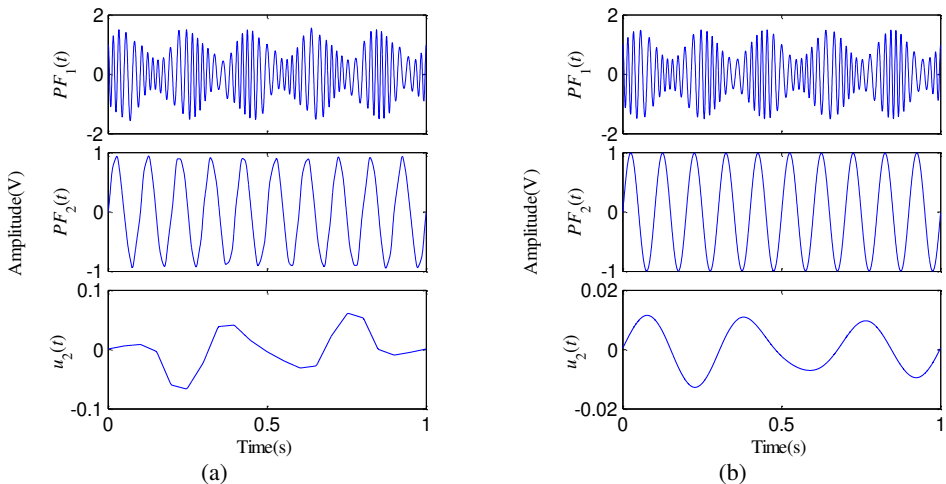 2
0
-2
PF₁(t)
1
0
-1
PF₂(t)
Amplitude(V)
0.1
0
-0.1
u₂(t)
0
0.5
1
Time(s)
(a)
2
0
-2
PF₁(t)
1
0
-1
PF₂(t)
Amplitude(V)
0.02
0
-0.02
u₂(t)
0
0.5
1
Time(s)
(b)